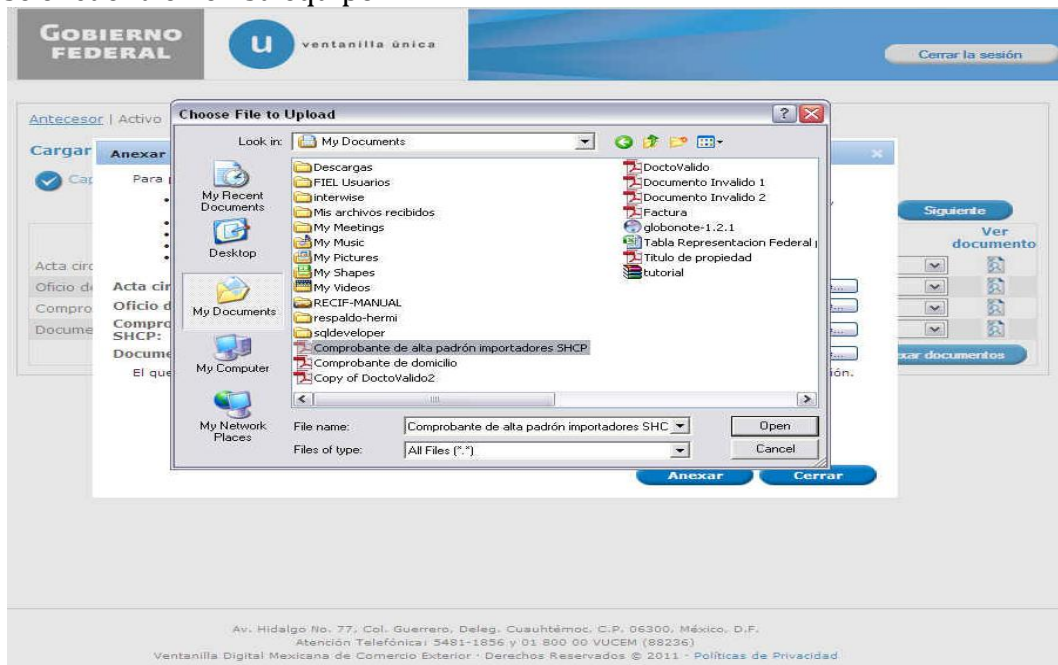 GOBIERNO
FEDERAL
u
ventanilla única
Cerrar la sesión
Antecesor | Activo
Choose File to Upload
Look in:
My Documents
Cargar
Anexar
Para
My Recent
Documents
Desktop
My Documents
My Computer
My Network
Places
Descargas
FIEL Usuarios
interwise
Mis archivos recibidos
My Meetings
My Music
My Pictures
My Shapes
My Videos
RECIF-MANUAL
respaldo-hermi
sqldeveloper
Comprobante de alta padrón importadores SHCP
Comprobante de domicilio
Copy of DoctoValido2
DoctoValido
Documento Invalido 1
Documento Invalido 2
Factura
globonote-1.2.1
Tabla Representacion Federal
Titulo de propiedad
tutorial
Siguiente
Ver
documento
Acta circ
Oficio de
Compro
Docume
Acta cir
Oficio d
Compro
SHCP:
Docume
El que
ión.
xar documentos
File name:
Comprobante de alta padrón importadores SHC
Open
Files of type:
All Files (*.*)
Cancel
Anexar
Cerrar
Av. Hidalgo No. 77, Col. Guerrero, Deleg. Cuauhtémoc, C.P. 06300, México, D.F.
Atención Telefónica: 5481-1856 y 01 800 00 VUCEM (88236)
Ventanilla Digital Mexicana de Comercio Exterior · Derechos Reservados © 2011 - Políticas de Privacidad